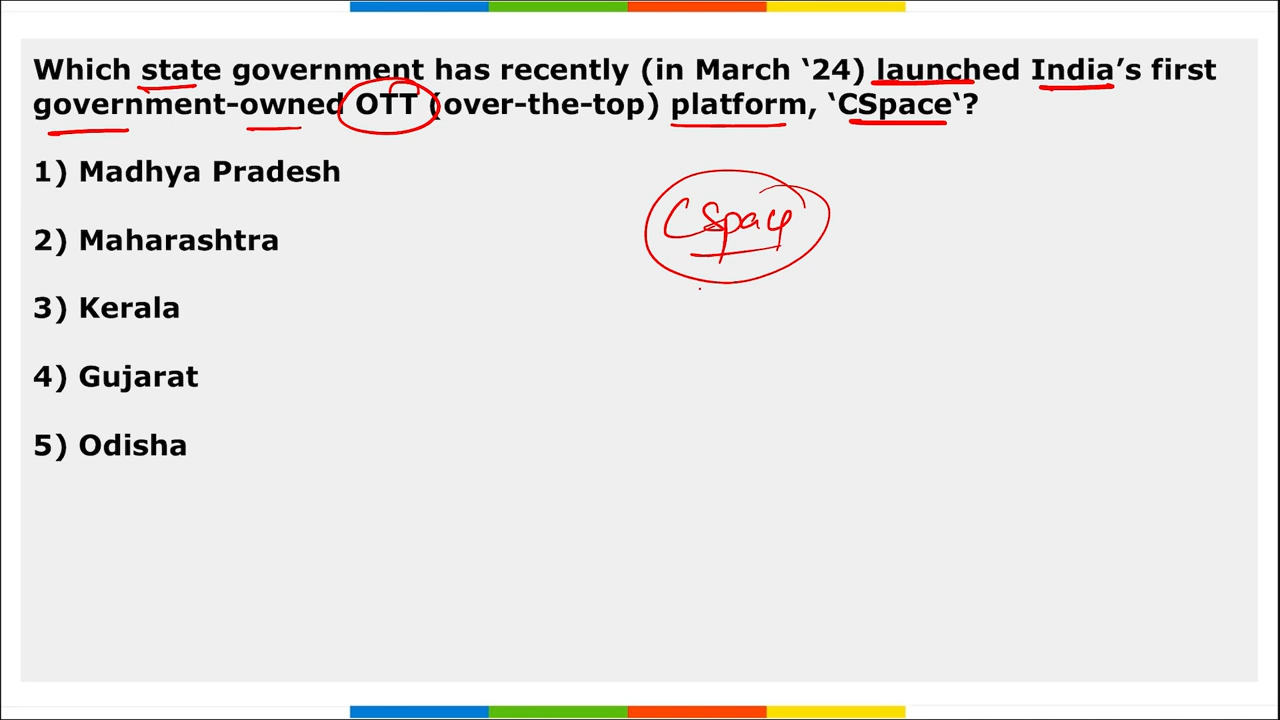 Which state government has recently (in March ‘24) launched India’s first
government-owned OTT (over-the-top) platform, ‘CSpace‘?
1) Madhya Pradesh
CSpace
2) Maharashtra
3) Kerala
4) Gujarat
5) Odisha